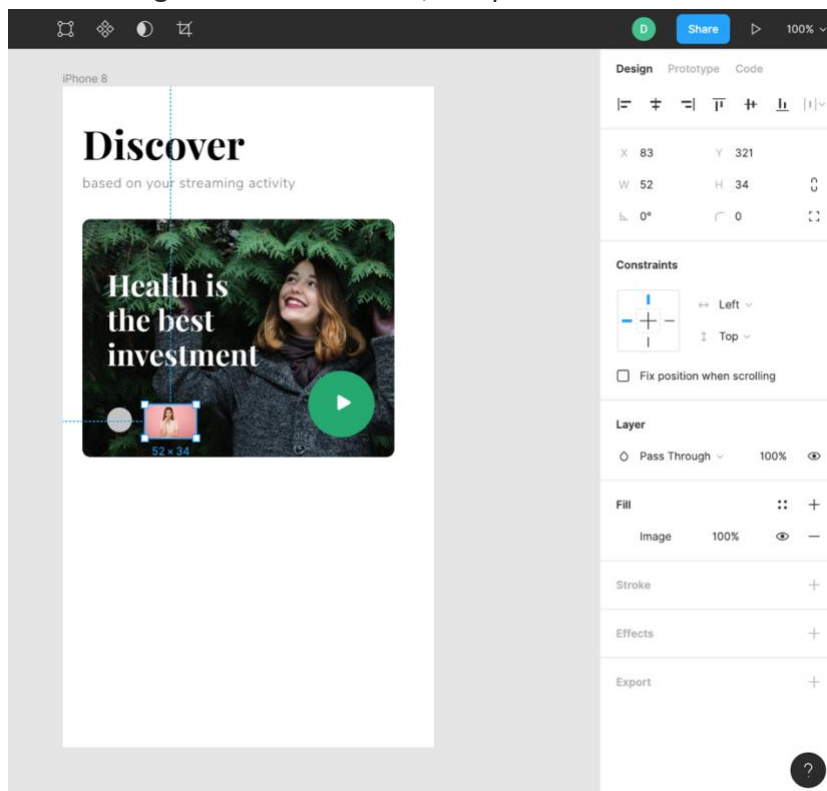 D Share 100%
iPhone 8
Discover
based on your streaming activity
Health is
the best
investment
52 × 34
Design Prototype Code
X 83 Y 321
W 52 H 34
0° 0
Constraints
Left
Top
Fix position when scrolling
Layer
Pass Through 100%
Fill
Image 100%
Stroke
Effects
Export
?